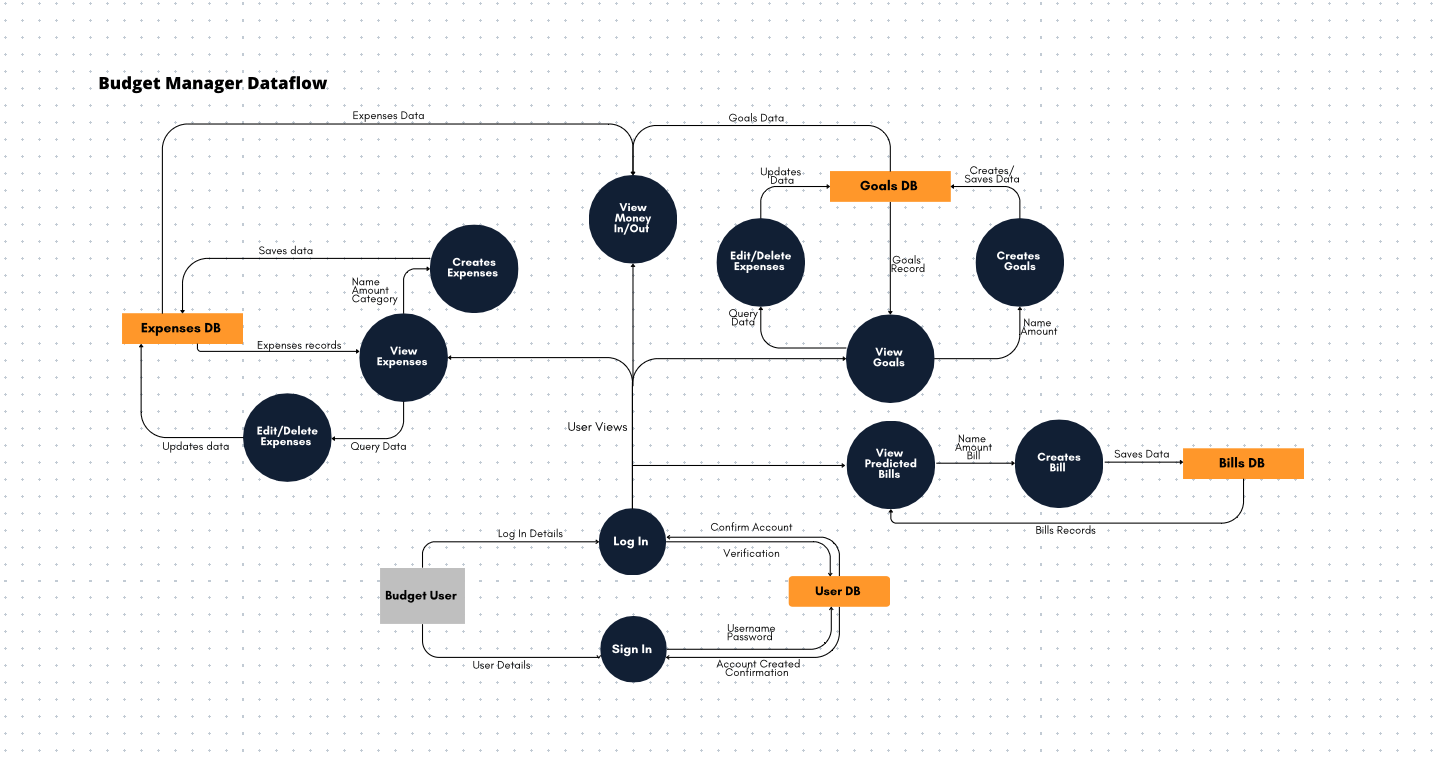 Budget Manager Dataflow
Expenses Data
Goals Data
Updates
Data
Goals DB
Creates/
Saves Data
View
Money
In/Out
Saves data
Creates
Expenses
Edit/Delete
Expenses
Goals
Record
Creates
Goals
Name
Amount
Category
Expenses DB
Expenses records
View
Expenses
Query
Data
View
Goals
Name
Amount
Edit/Delete
Expenses
Updates data
Query Data
User Views
View
Predicted
Bills
Name
Amount
Bill
Creates
Bill
Saves Data
Bills DB
Bills Records
Log In Details
Log In
Confirm Account
Verification
Budget User
User DB
Username
Password
Sign In
User Details
Account Created
Confirmation